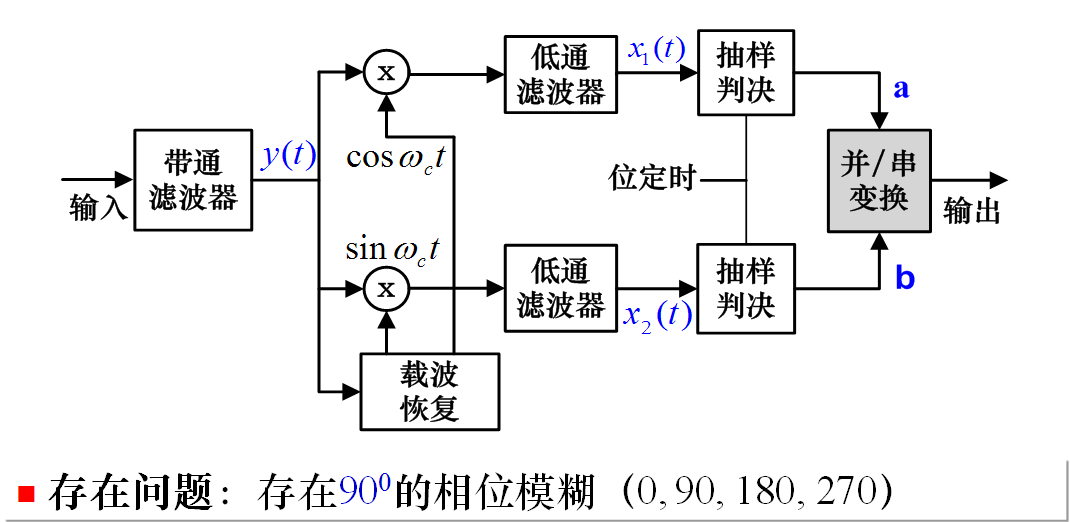 带通
滤波器
输入
y(t)
x
cos ω_c t
低通
滤波器
x₁(t)
抽样
判决
a
位定时
并/串
变换
输出
sin ω_c t
x
低通
滤波器
x₂(t)
抽样
判决
b
载波
恢复
存在问题：存在90⁰的相位模糊（0, 90, 180, 270）